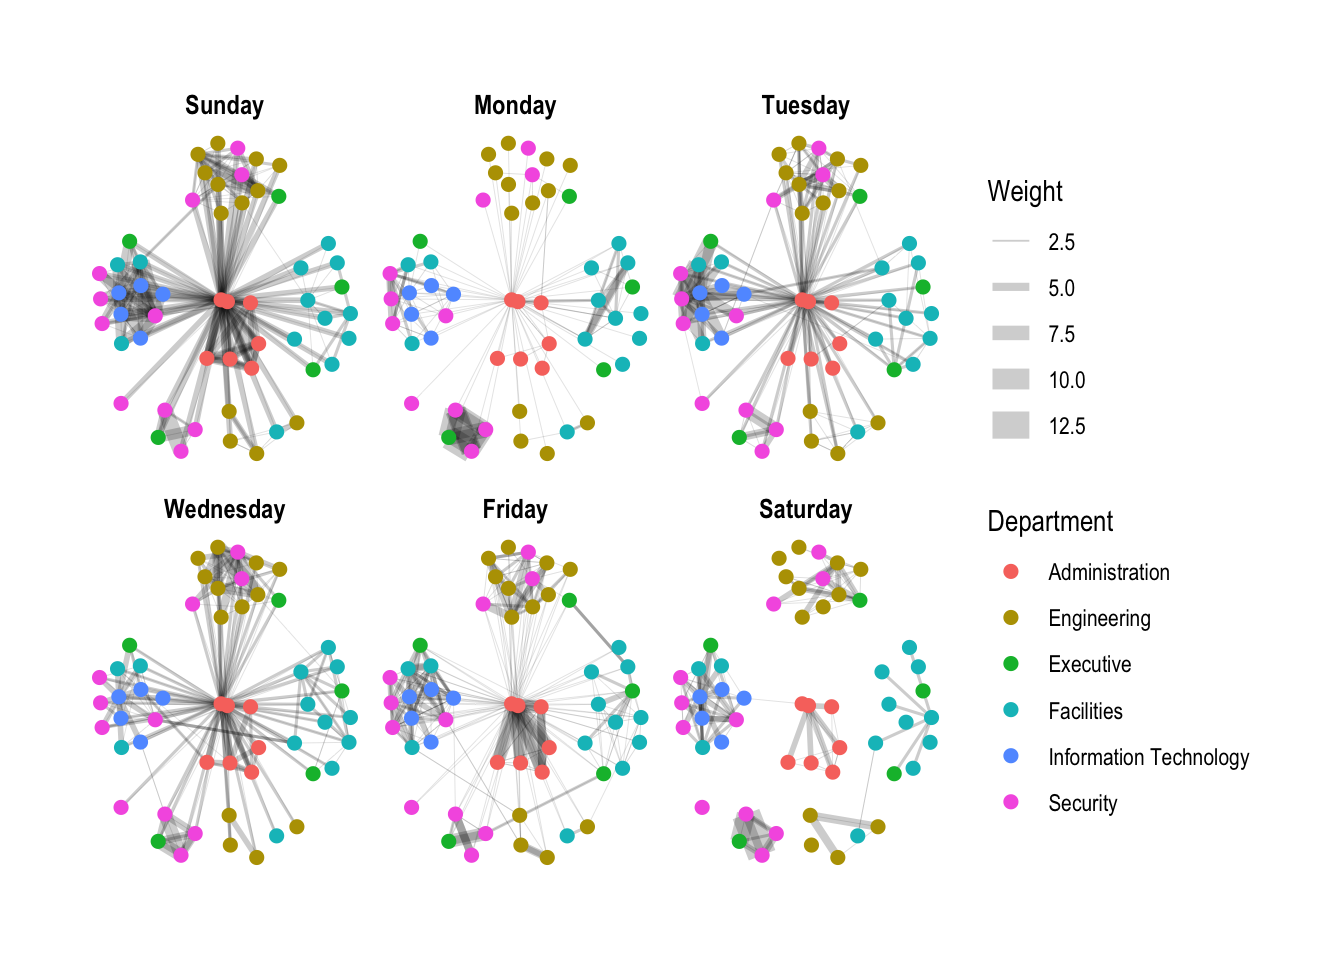 Sunday
Monday
Tuesday
Wednesday
Friday
Saturday
Weight
2.5
5.0
7.5
10.0
12.5
Department
Administration
Engineering
Executive
Facilities
Information Technology
Security